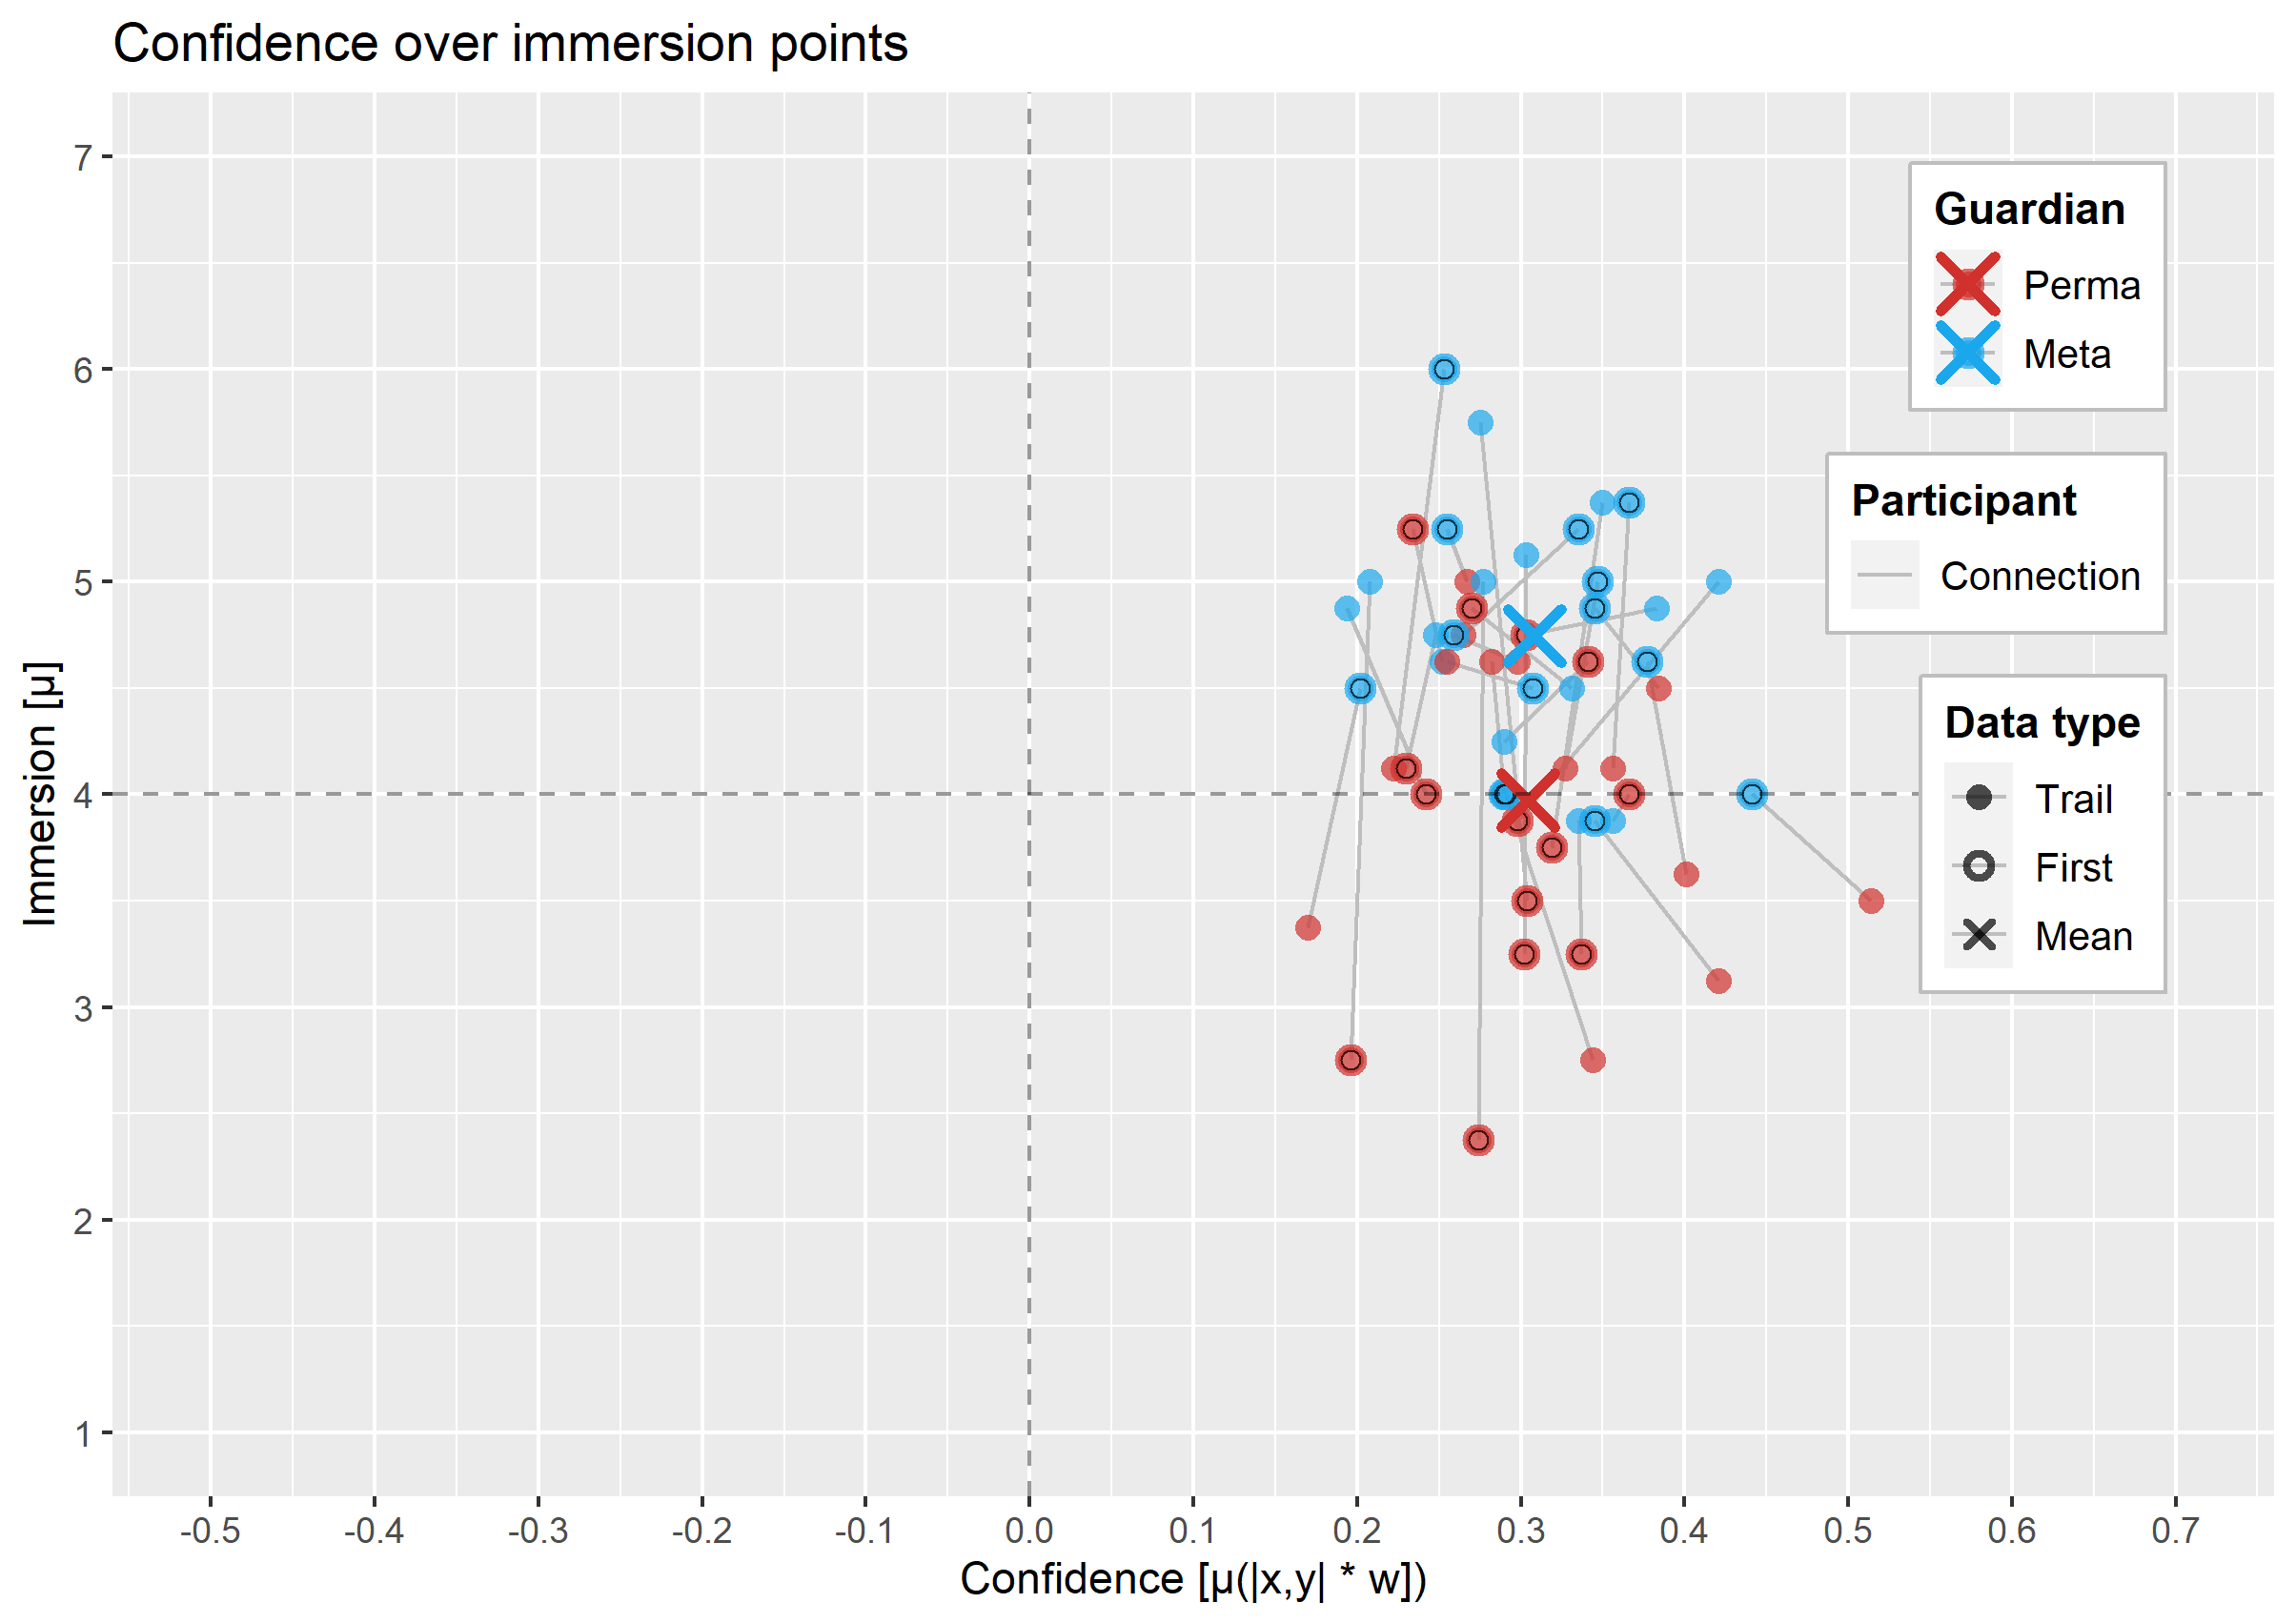 Confidence over immersion points
Immersion [μ]
7
6
5
4
3
2
1
Guardian
Perma
Meta
Participant
Connection
Data type
Trail
First
Mean
-0.5 -0.4 -0.3 -0.2 -0.1 0.0 0.1 0.2 0.3 0.4 0.5 0.6 0.7
Confidence [μ(|x,y| * w])